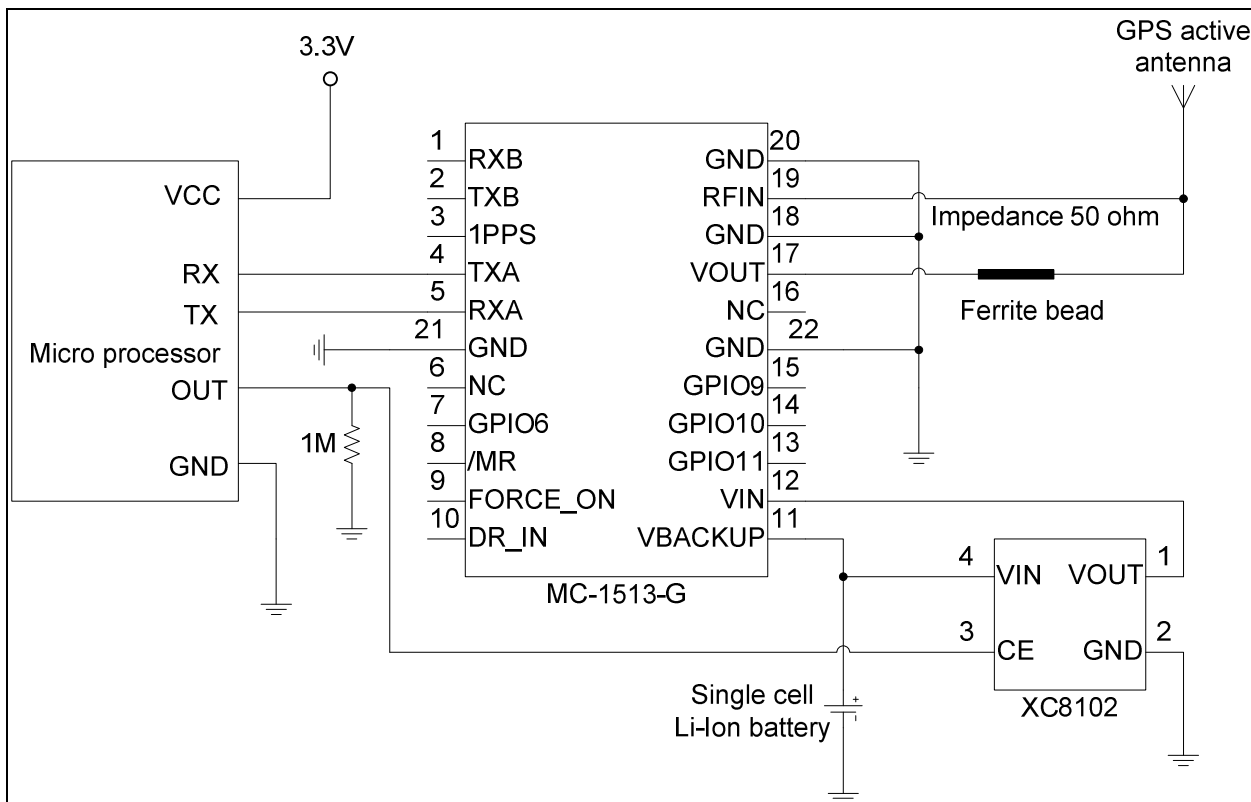 3.3V
GPS active
antenna
VCC
RX
TX
Micro processor
OUT
GND
1M
1
RXB
2
TXB
3
1PPS
4
TXA
5
RXA
21
GND
6
NC
7
GPIO6
8
/MR
9
FORCE_ON
10
DR_IN
20
GND
19
RFIN
18
GND
17
VOUT
16
NC
22
GND
15
GPIO9
14
GPIO10
13
GPIO11
12
VIN
11
VBACKUP
MC-1513-G
Impedance 50 ohm
Ferrite bead
4
VIN
VOUT
1
3
CE
GND
2
XC8102
Single cell
Li-Ion battery
+
-